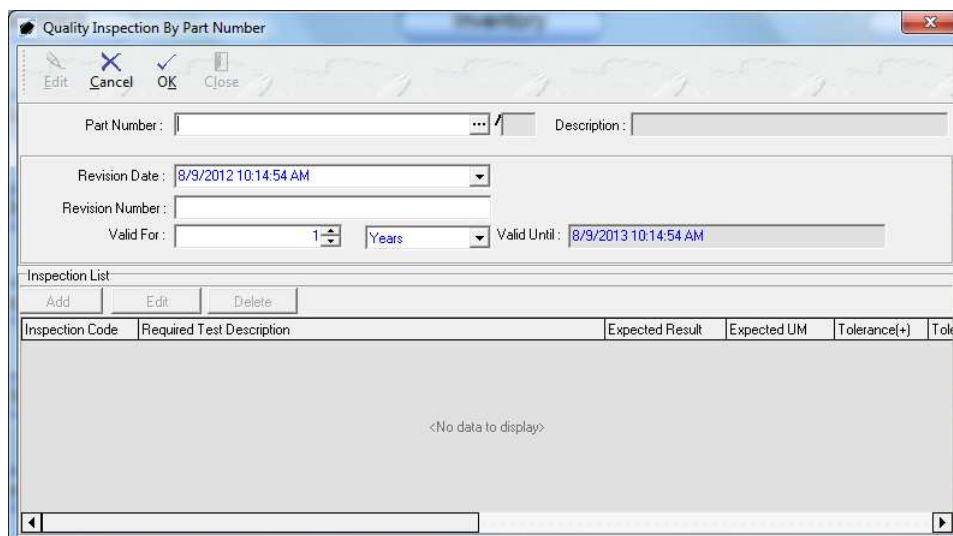 Inventory
Quality Inspection By Part Number
Edit Cancel OK Close
Part Number : ... / Description :
Revision Date : 8/9/2012 10:14:54 AM
Revision Number :
Valid For : 1 Years Valid Until : 8/9/2013 10:14:54 AM
Inspection List
Add Edit Delete
Inspection Code Required Test Description Expected Result Expected UM Tolerance(+) Tole
<No data to display>